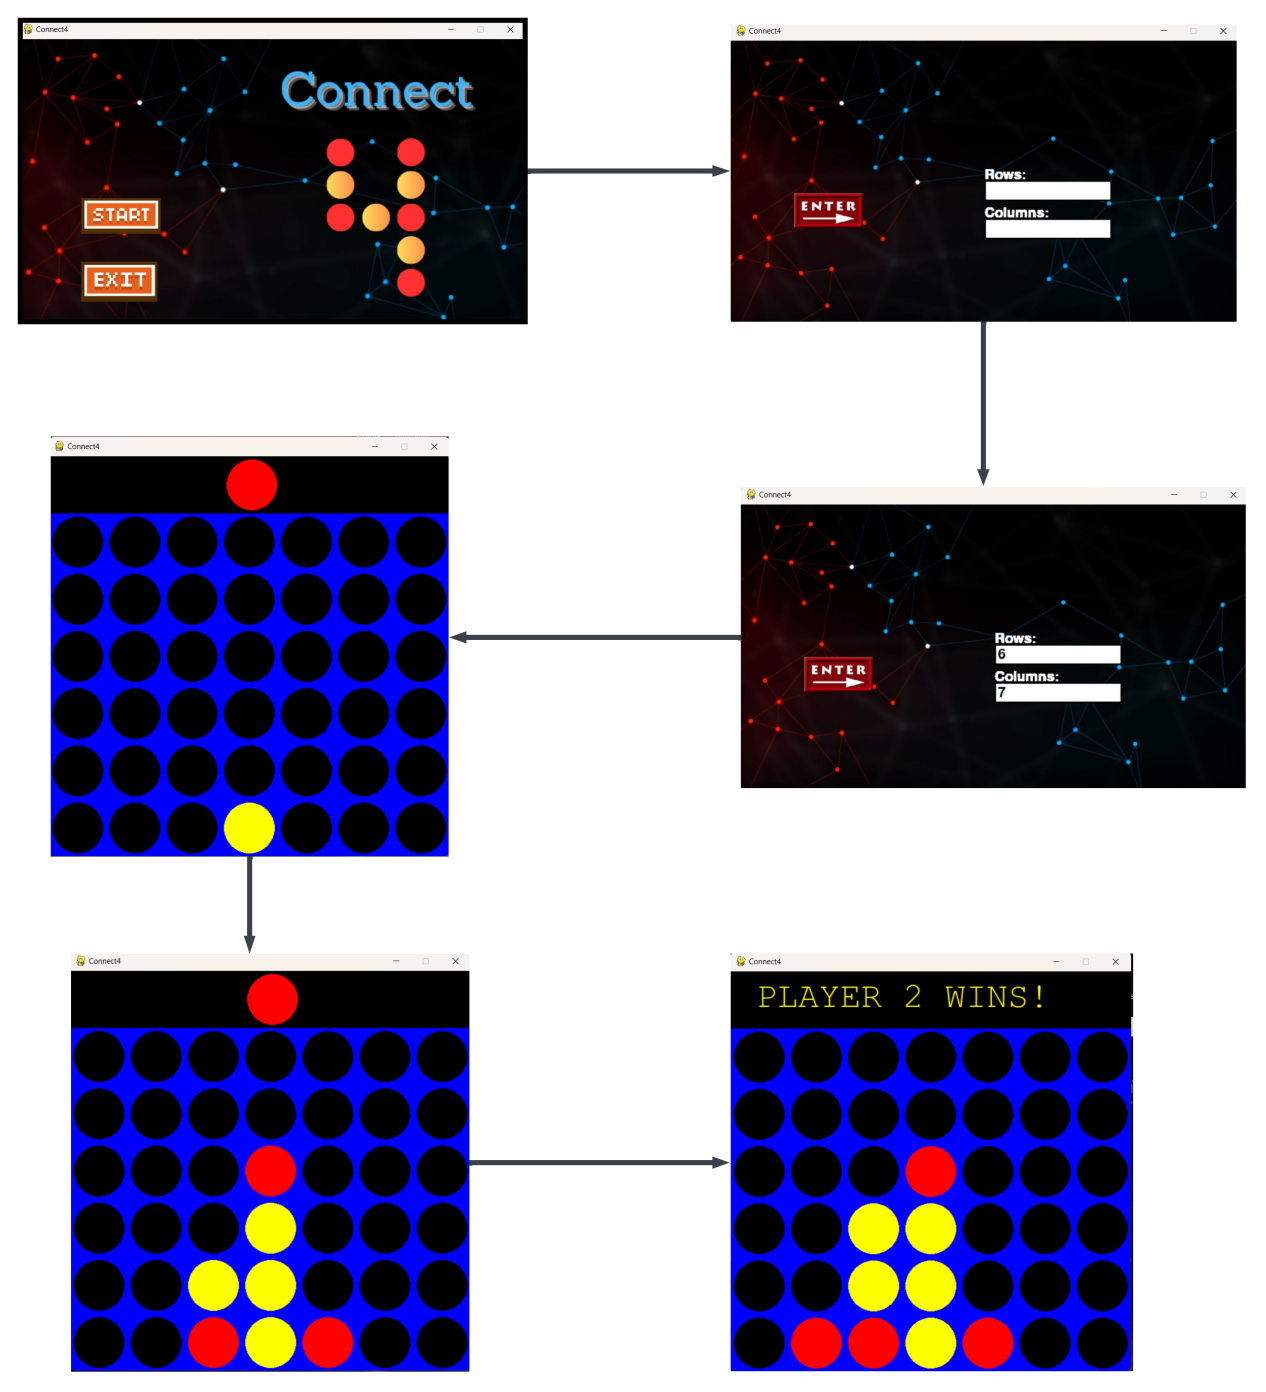 Connect4
Connect
START
EXIT
Connect4
Rows:
ENTER
Columns:
Connect4
Connect4
Rows:
6
ENTER
Columns:
7
Connect4
Connect4
PLAYER 2 WINS!